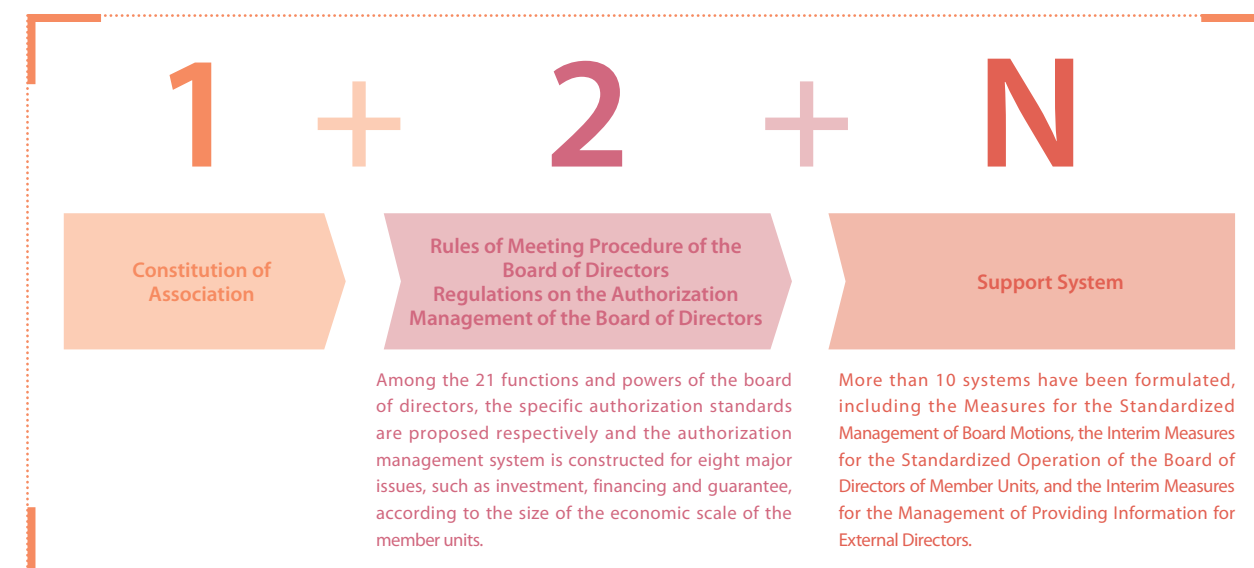 1 + 2 + N
Constitution of
Association
Rules of Meeting Procedure of the
Board of Directors
Regulations on the Authorization
Management of the Board of Directors
Support System
Among the 21 functions and powers of the board
of directors, the specific authorization standards
are proposed respectively and the authorization
management system is constructed for eight major
issues, such as investment, financing and guarantee,
according to the size of the economic scale of the
member units.
More than 10 systems have been formulated,
including the Measures for the Standardized
Management of Board Motions, the Interim Measures
for the Standardized Operation of the Board of
Directors of Member Units, and the Interim Measures
for the Management of Providing Information for
External Directors.